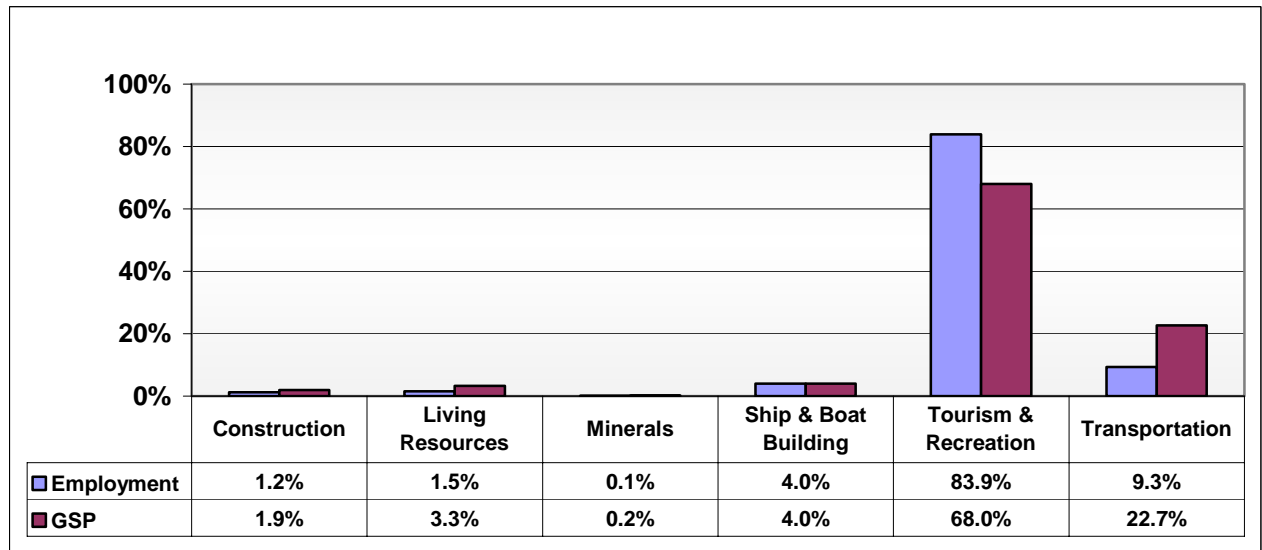 100%
80%
60%
40%
20%
0%
Construction
Living
Resources
Minerals
Ship & Boat
Building
Tourism &
Recreation
Transportation
Employment 1.2% 1.5% 0.1% 4.0% 83.9% 9.3%
GSP 1.9% 3.3% 0.2% 4.0% 68.0% 22.7%